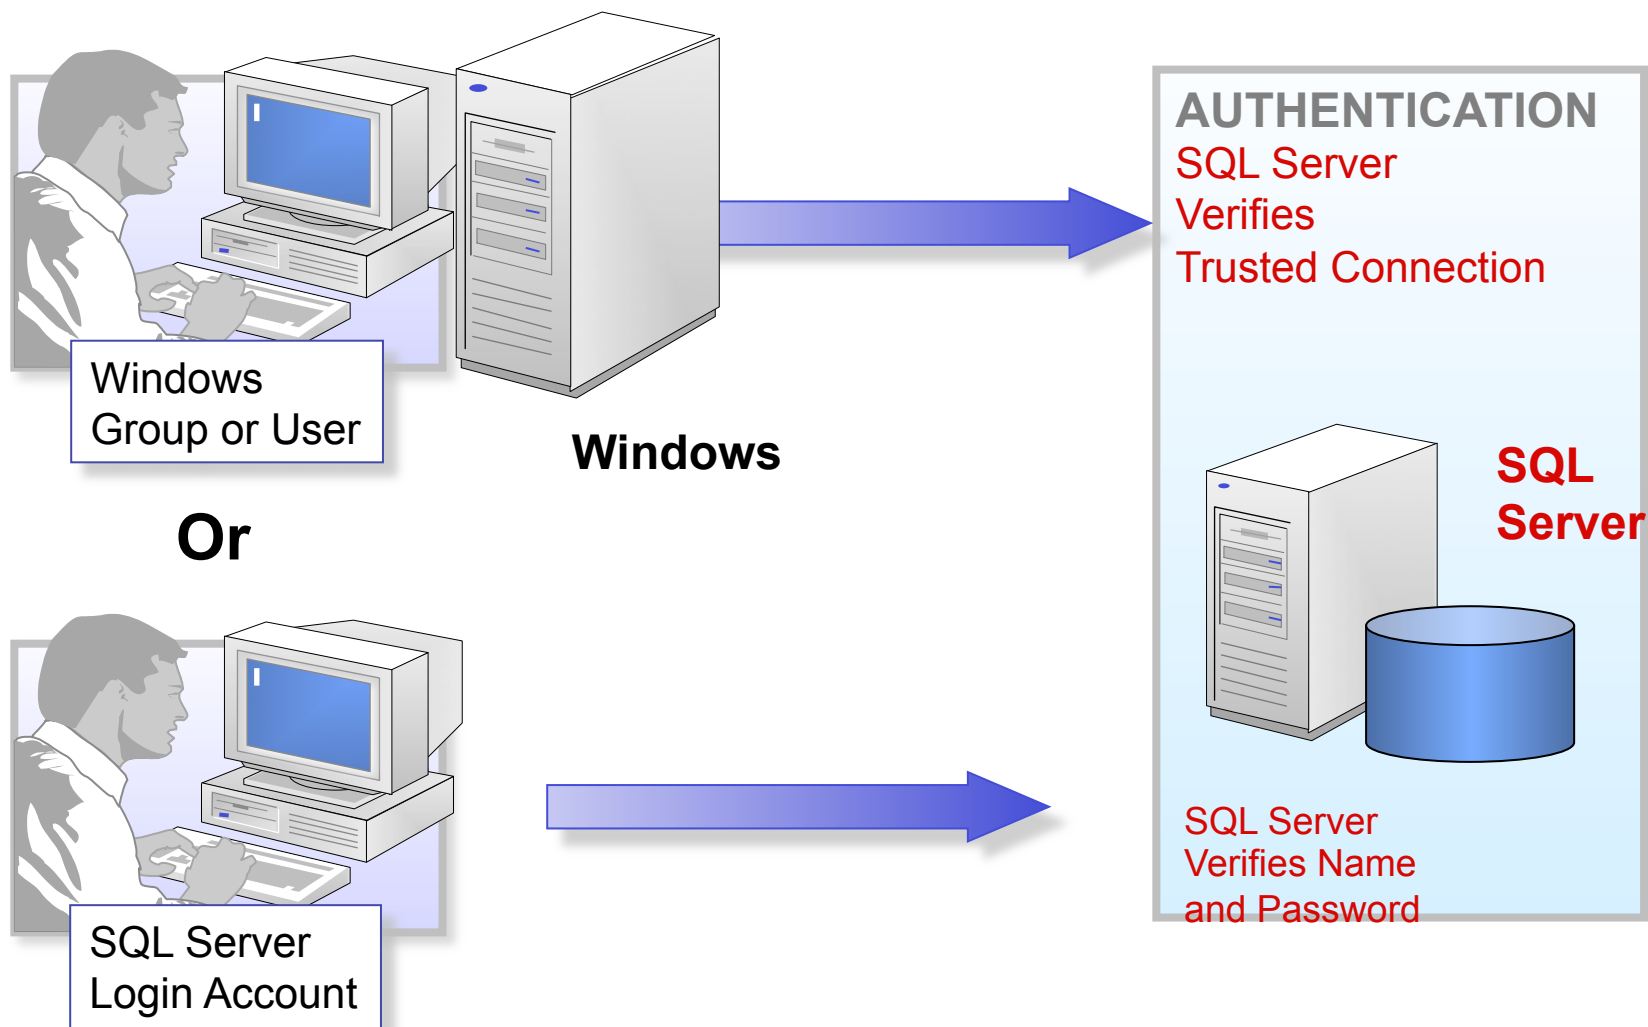 AUTHENTICATION
SQL Server
Verifies
Trusted Connection
Windows
Group or User
Windows
SQL
Server
Or
SQL Server
Verifies Name
and Password
SQL Server
Login Account